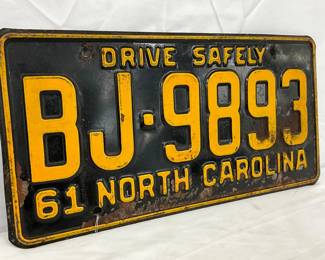 DRIVE SAFELY
BJ·9893
61 NORTH CAROLINA